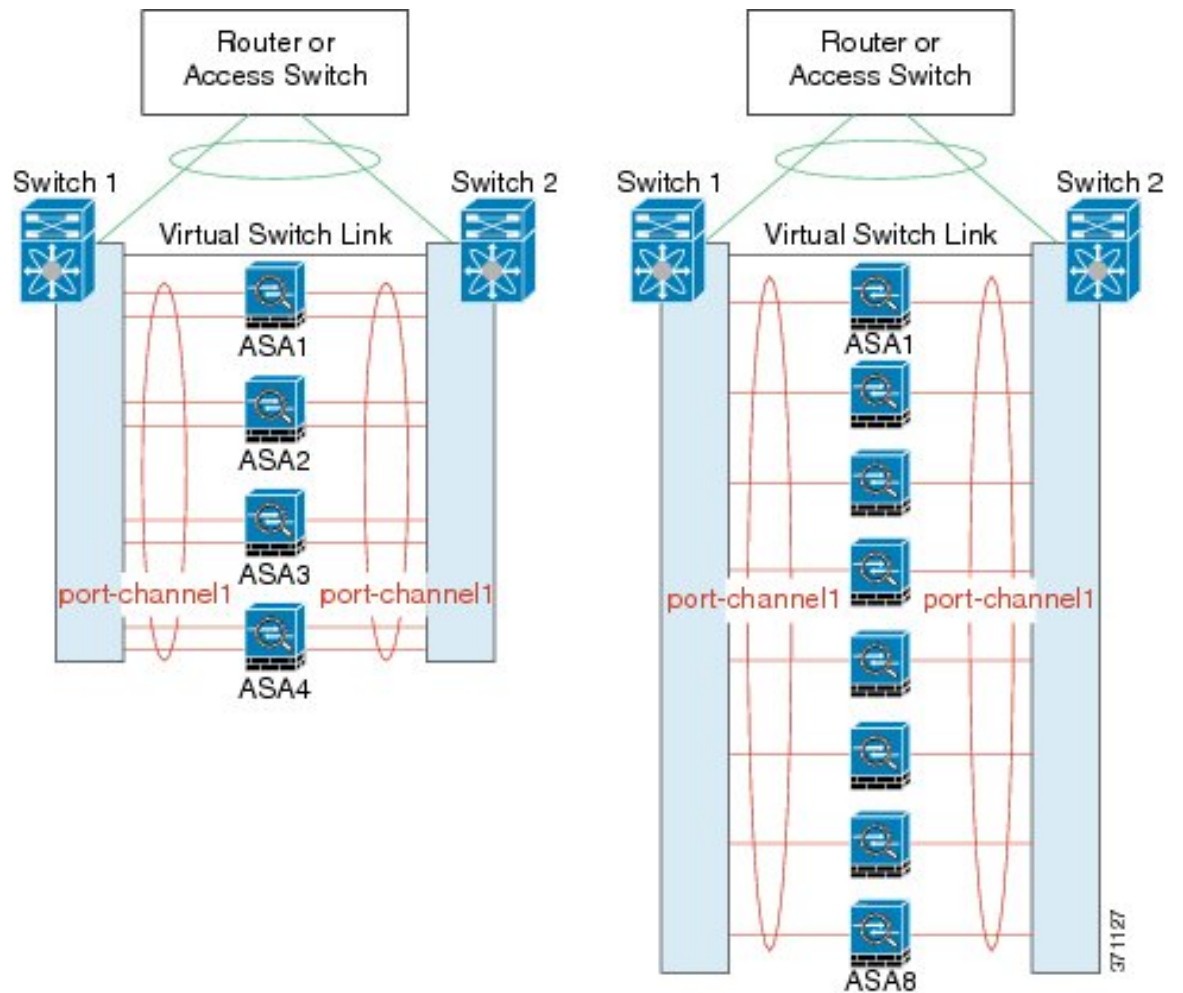 Router or
Access Switch
Switch 1
Switch 2
Virtual Switch Link
ASA1
ASA2
ASA3
port-channel1
port-channel1
ASA4
Router or
Access Switch
Switch 1
Switch 2
Virtual Switch Link
ASA1
port-channel1
port-channel1
ASA8
371127